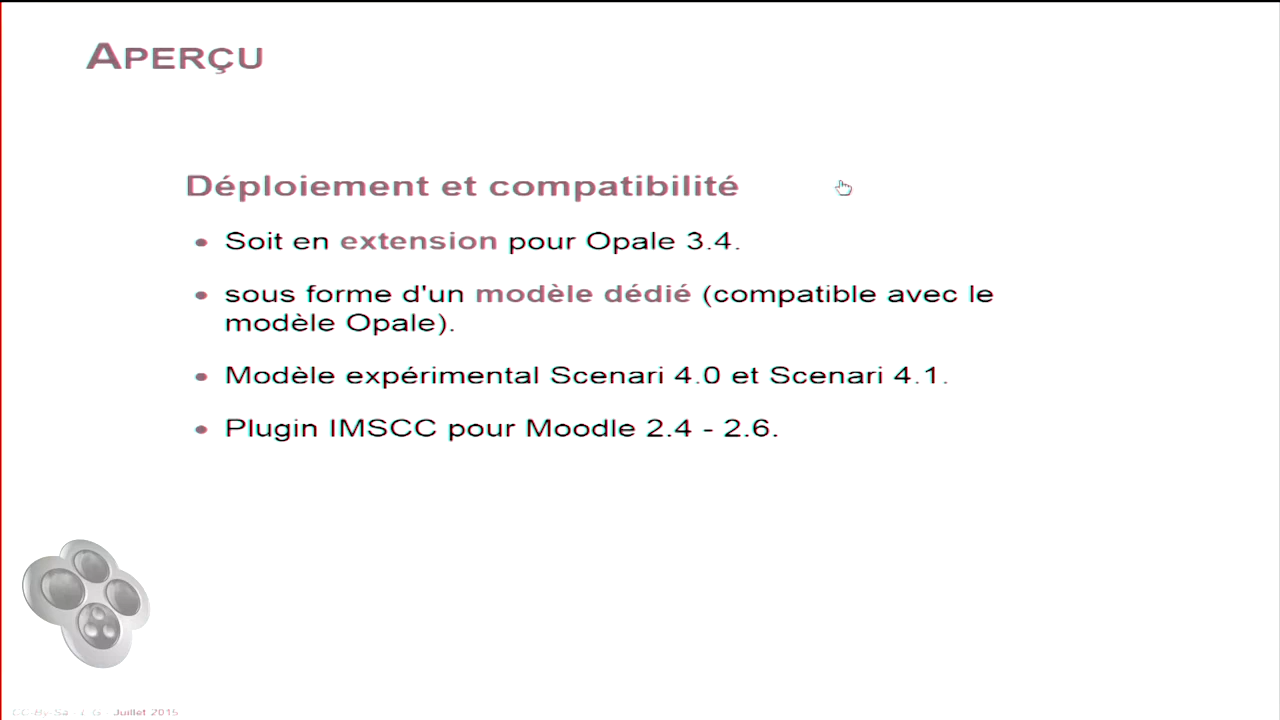 APERÇU
Déploiement et compatibilité
Soit en extension pour Opale 3.4.
sous forme d'un modèle dédié (compatible avec le
modèle Opale).
Modèle expérimental Scenari 4.0 et Scenari 4.1.
Plugin IMSCC pour Moodle 2.4 - 2.6.
CC-By-Sa - Juillet 2015